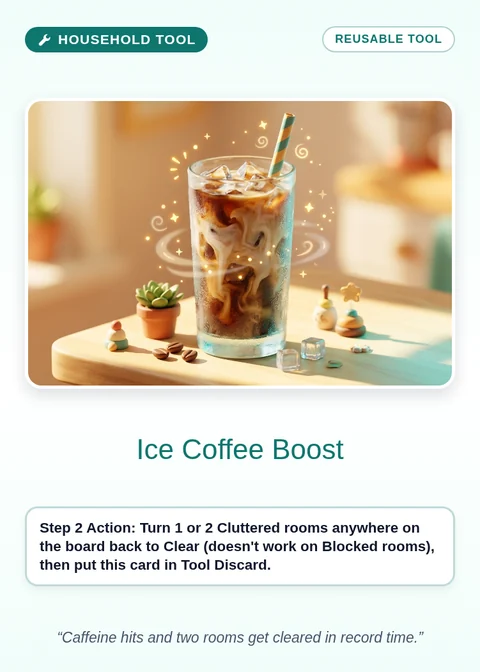 HOUSEHOLD TOOL
REUSABLE TOOL
Ice Coffee Boost
Step 2 Action: Turn 1 or 2 Cluttered rooms anywhere on
the board back to Clear (doesn't work on Blocked rooms),
then put this card in Tool Discard.
“Caffeine hits and two rooms get cleared in record time.”